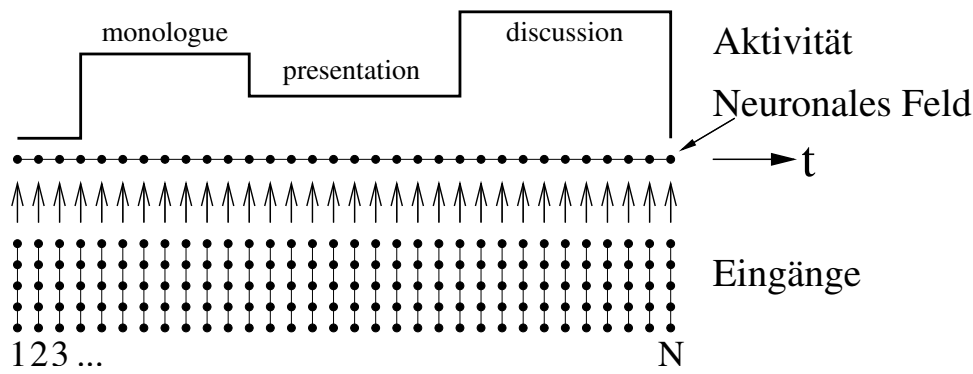 monologue
presentation
discussion
Aktivität
Neuronales Feld
t
Eingänge
123 ...
N